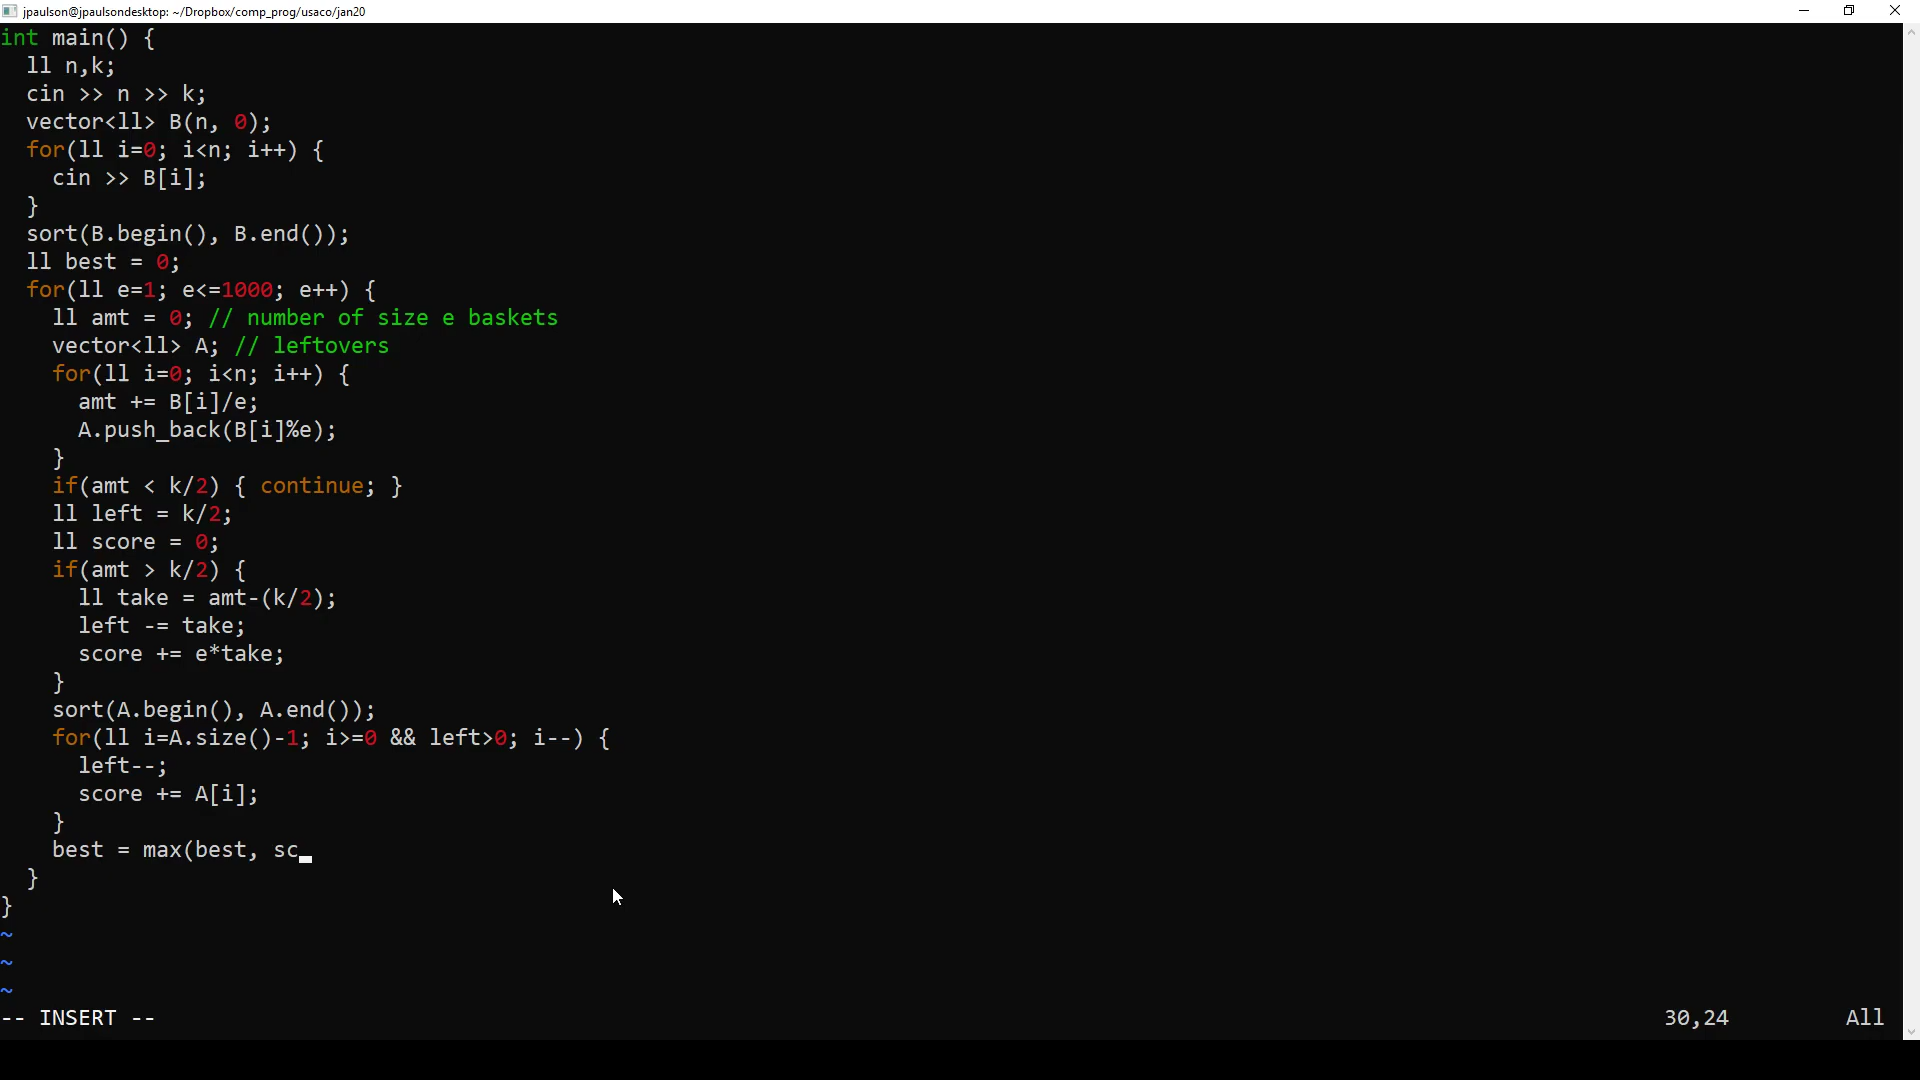 jpaulson@jpaulsondesktop: ~/Dropbox/comp_prog/usaco/jan20
int main() {
  ll n,k;
  cin >> n >> k;
  vector<ll> B(n, 0);
  for(ll i=0; i<n; i++) {
    cin >> B[i];
  }
  sort(B.begin(), B.end());
  ll best = 0;
  for(ll e=1; e<=1000; e++) {
    ll amt = 0; // number of size e baskets
    vector<ll> A; // leftovers
    for(ll i=0; i<n; i++) {
      amt += B[i]/e;
      A.push_back(B[i]%e);
    }
    if(amt < k/2) { continue; }
    ll left = k/2;
    ll score = 0;
    if(amt > k/2) {
      ll take = amt-(k/2);
      left -= take;
      score += e*take;
    }
    sort(A.begin(), A.end());
    for(ll i=A.size()-1; i>=0 && left>0; i--) {
      left--;
      score += A[i];
    }
    best = max(best, sc
  }
}
~
~
~
-- INSERT -- 30,24 All